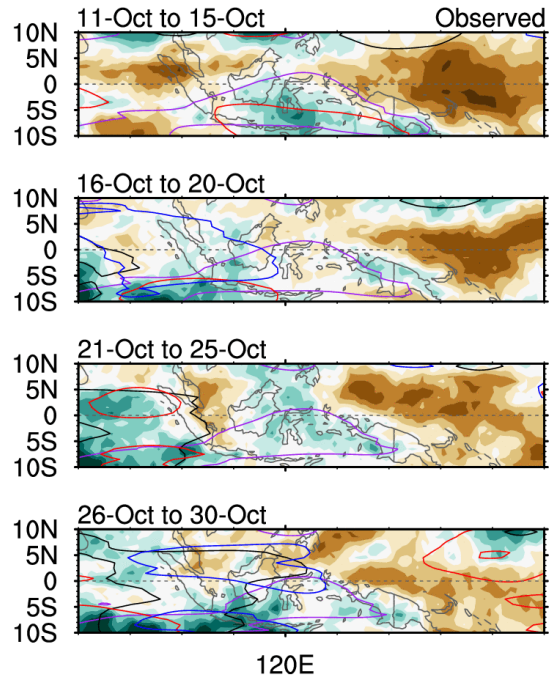 11-Oct to 15-Oct Observed
10N
5N
0
5S
10S
16-Oct to 20-Oct
10N
5N
0
5S
10S
21-Oct to 25-Oct
10N
5N
0
5S
10S
26-Oct to 30-Oct
10N
5N
0
5S
10S
120E